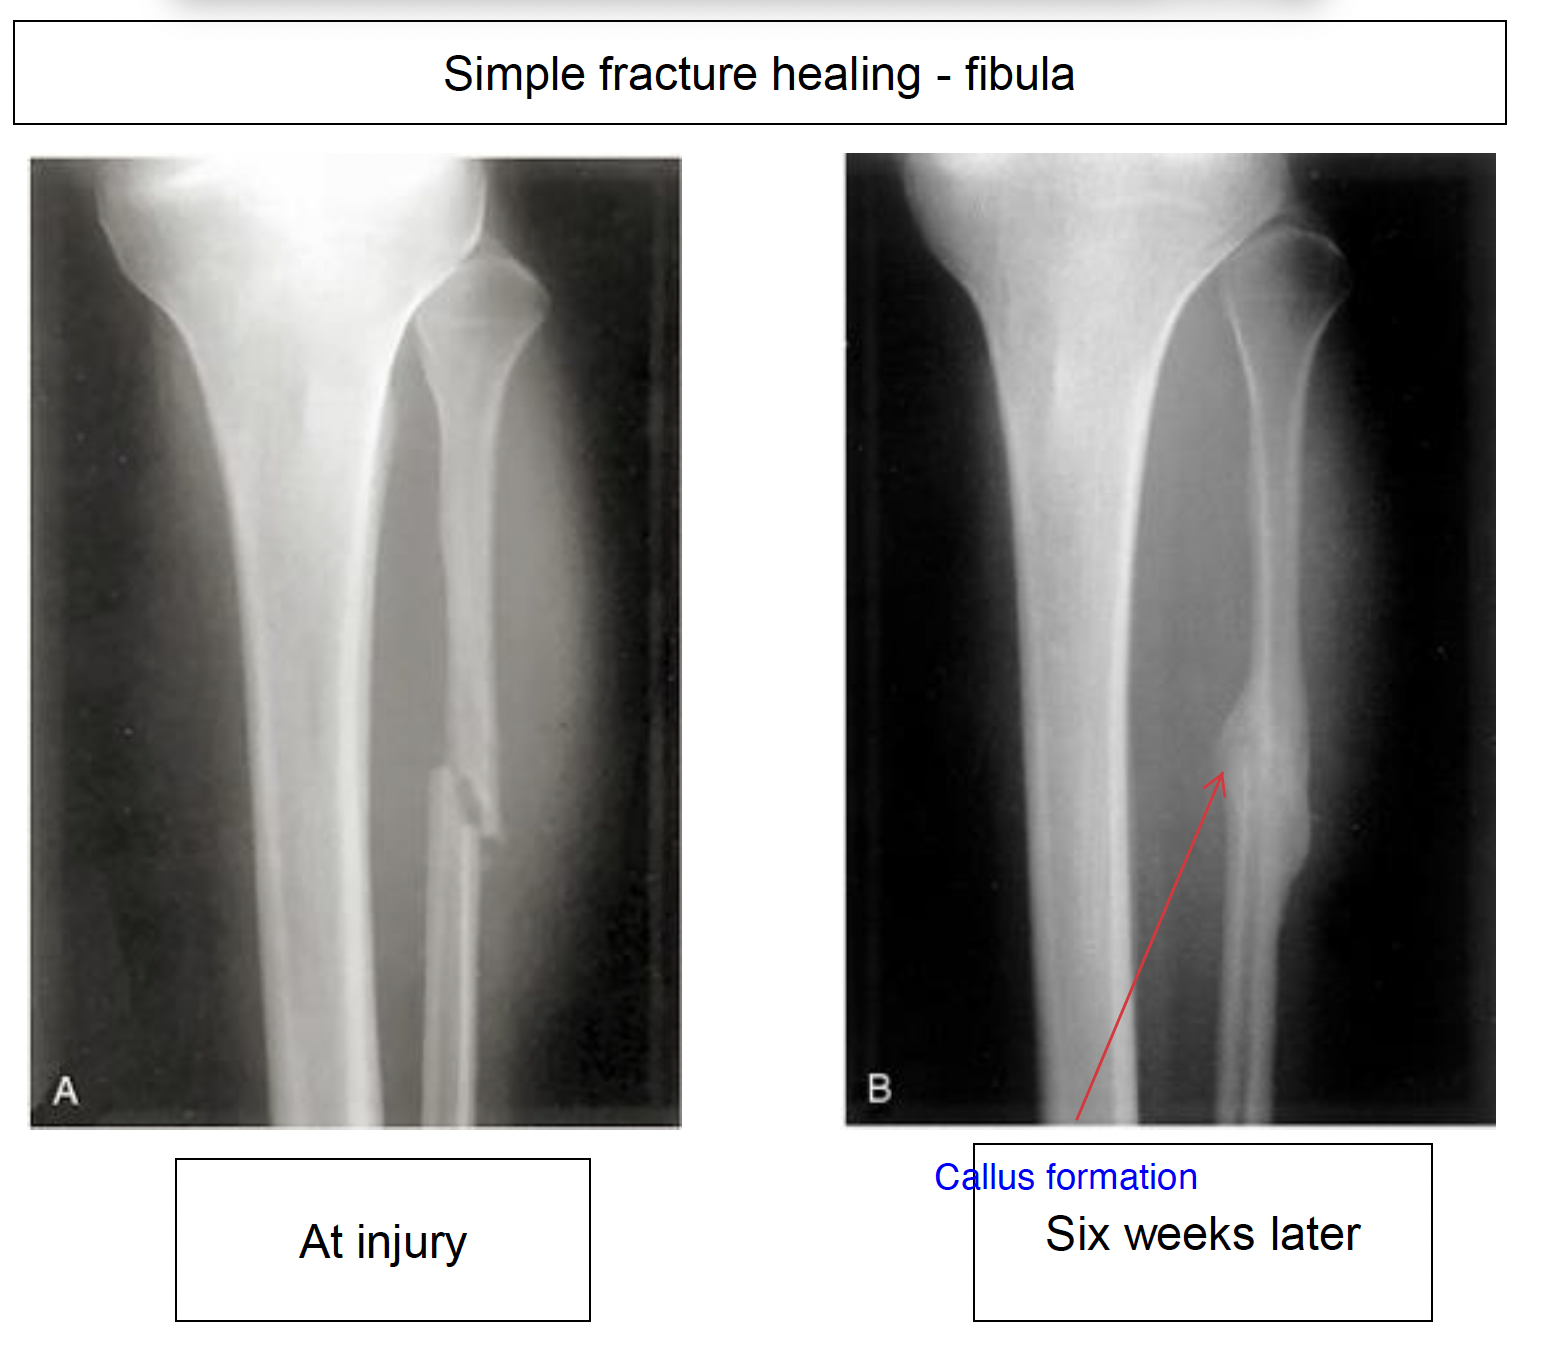 Simple fracture healing - fibula
A
B
At injury
Callus formation
Six weeks later